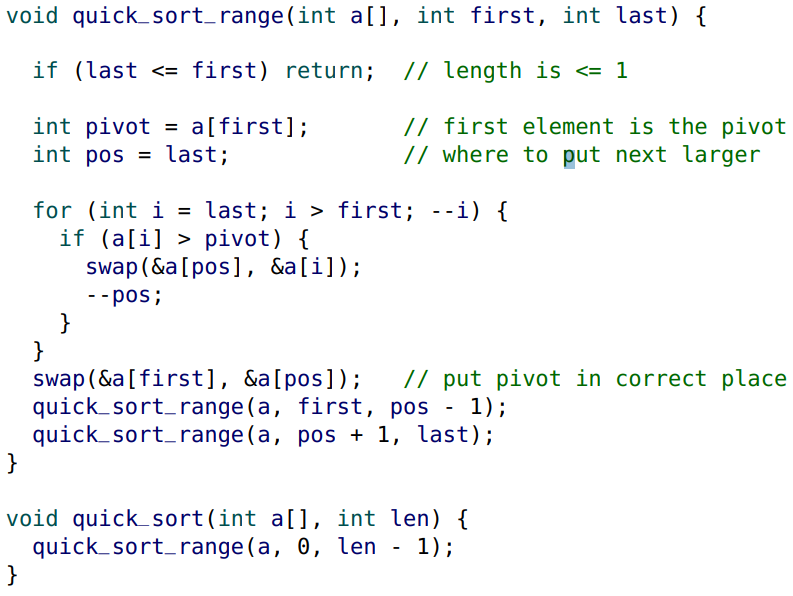 void quick_sort_range(int a[], int first, int last) {
  if (last <= first) return;  // length is <= 1
  int pivot = a[first];       // first element is the pivot
  int pos = last;             // where to put next larger
  for (int i = last; i > first; --i) {
    if (a[i] > pivot) {
      swap(&a[pos], &a[i]);
      --pos;
    }
  }
  swap(&a[first], &a[pos]);   // put pivot in correct place
  quick_sort_range(a, first, pos - 1);
  quick_sort_range(a, pos + 1, last);
}
void quick_sort(int a[], int len) {
  quick_sort_range(a, 0, len - 1);
}